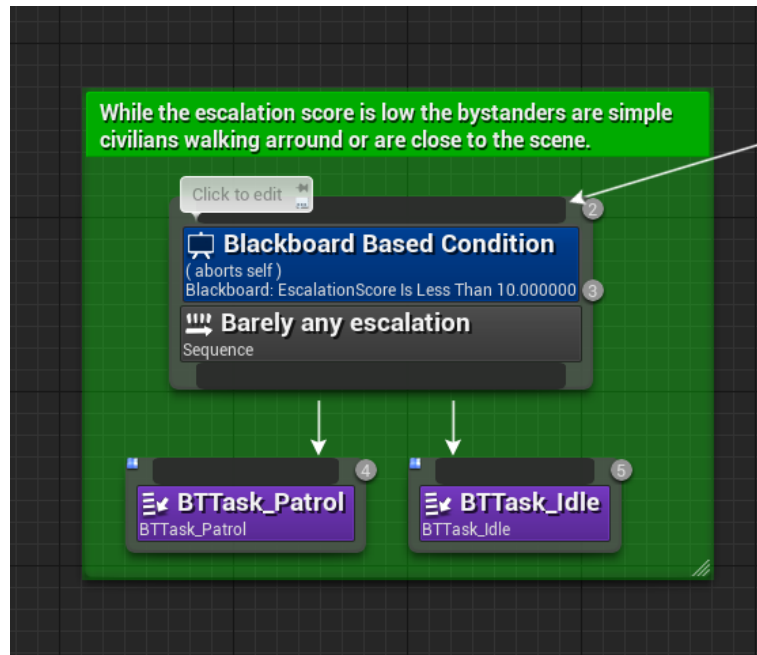 While the escalation score is low the bystanders are simple
civilians walking arround or are close to the scene.
Click to edit
2
Blackboard Based Condition
( aborts self )
Blackboard: EscalationScore Is Less Than 10.000000
3
Barely any escalation
Sequence
4
BTTask_Patrol
BTTask_Patrol
5
BTTask_Idle
BTTask_Idle